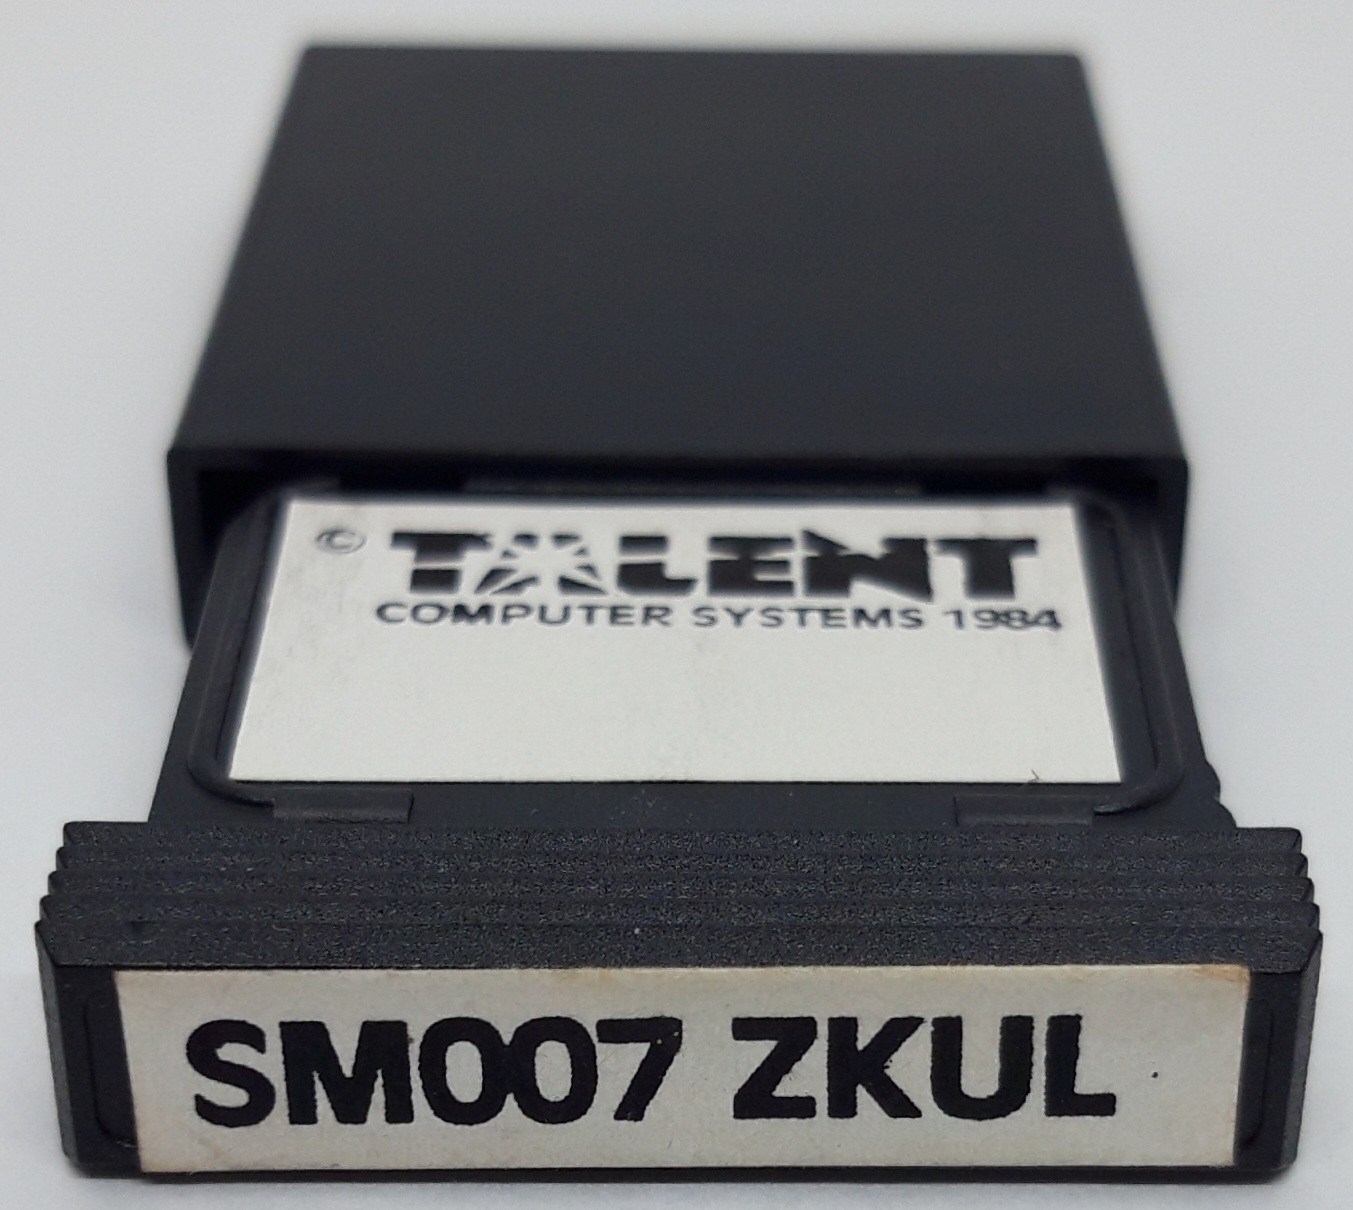 © TALENT
COMPUTER SYSTEMS 1984
SM007 ZKUL